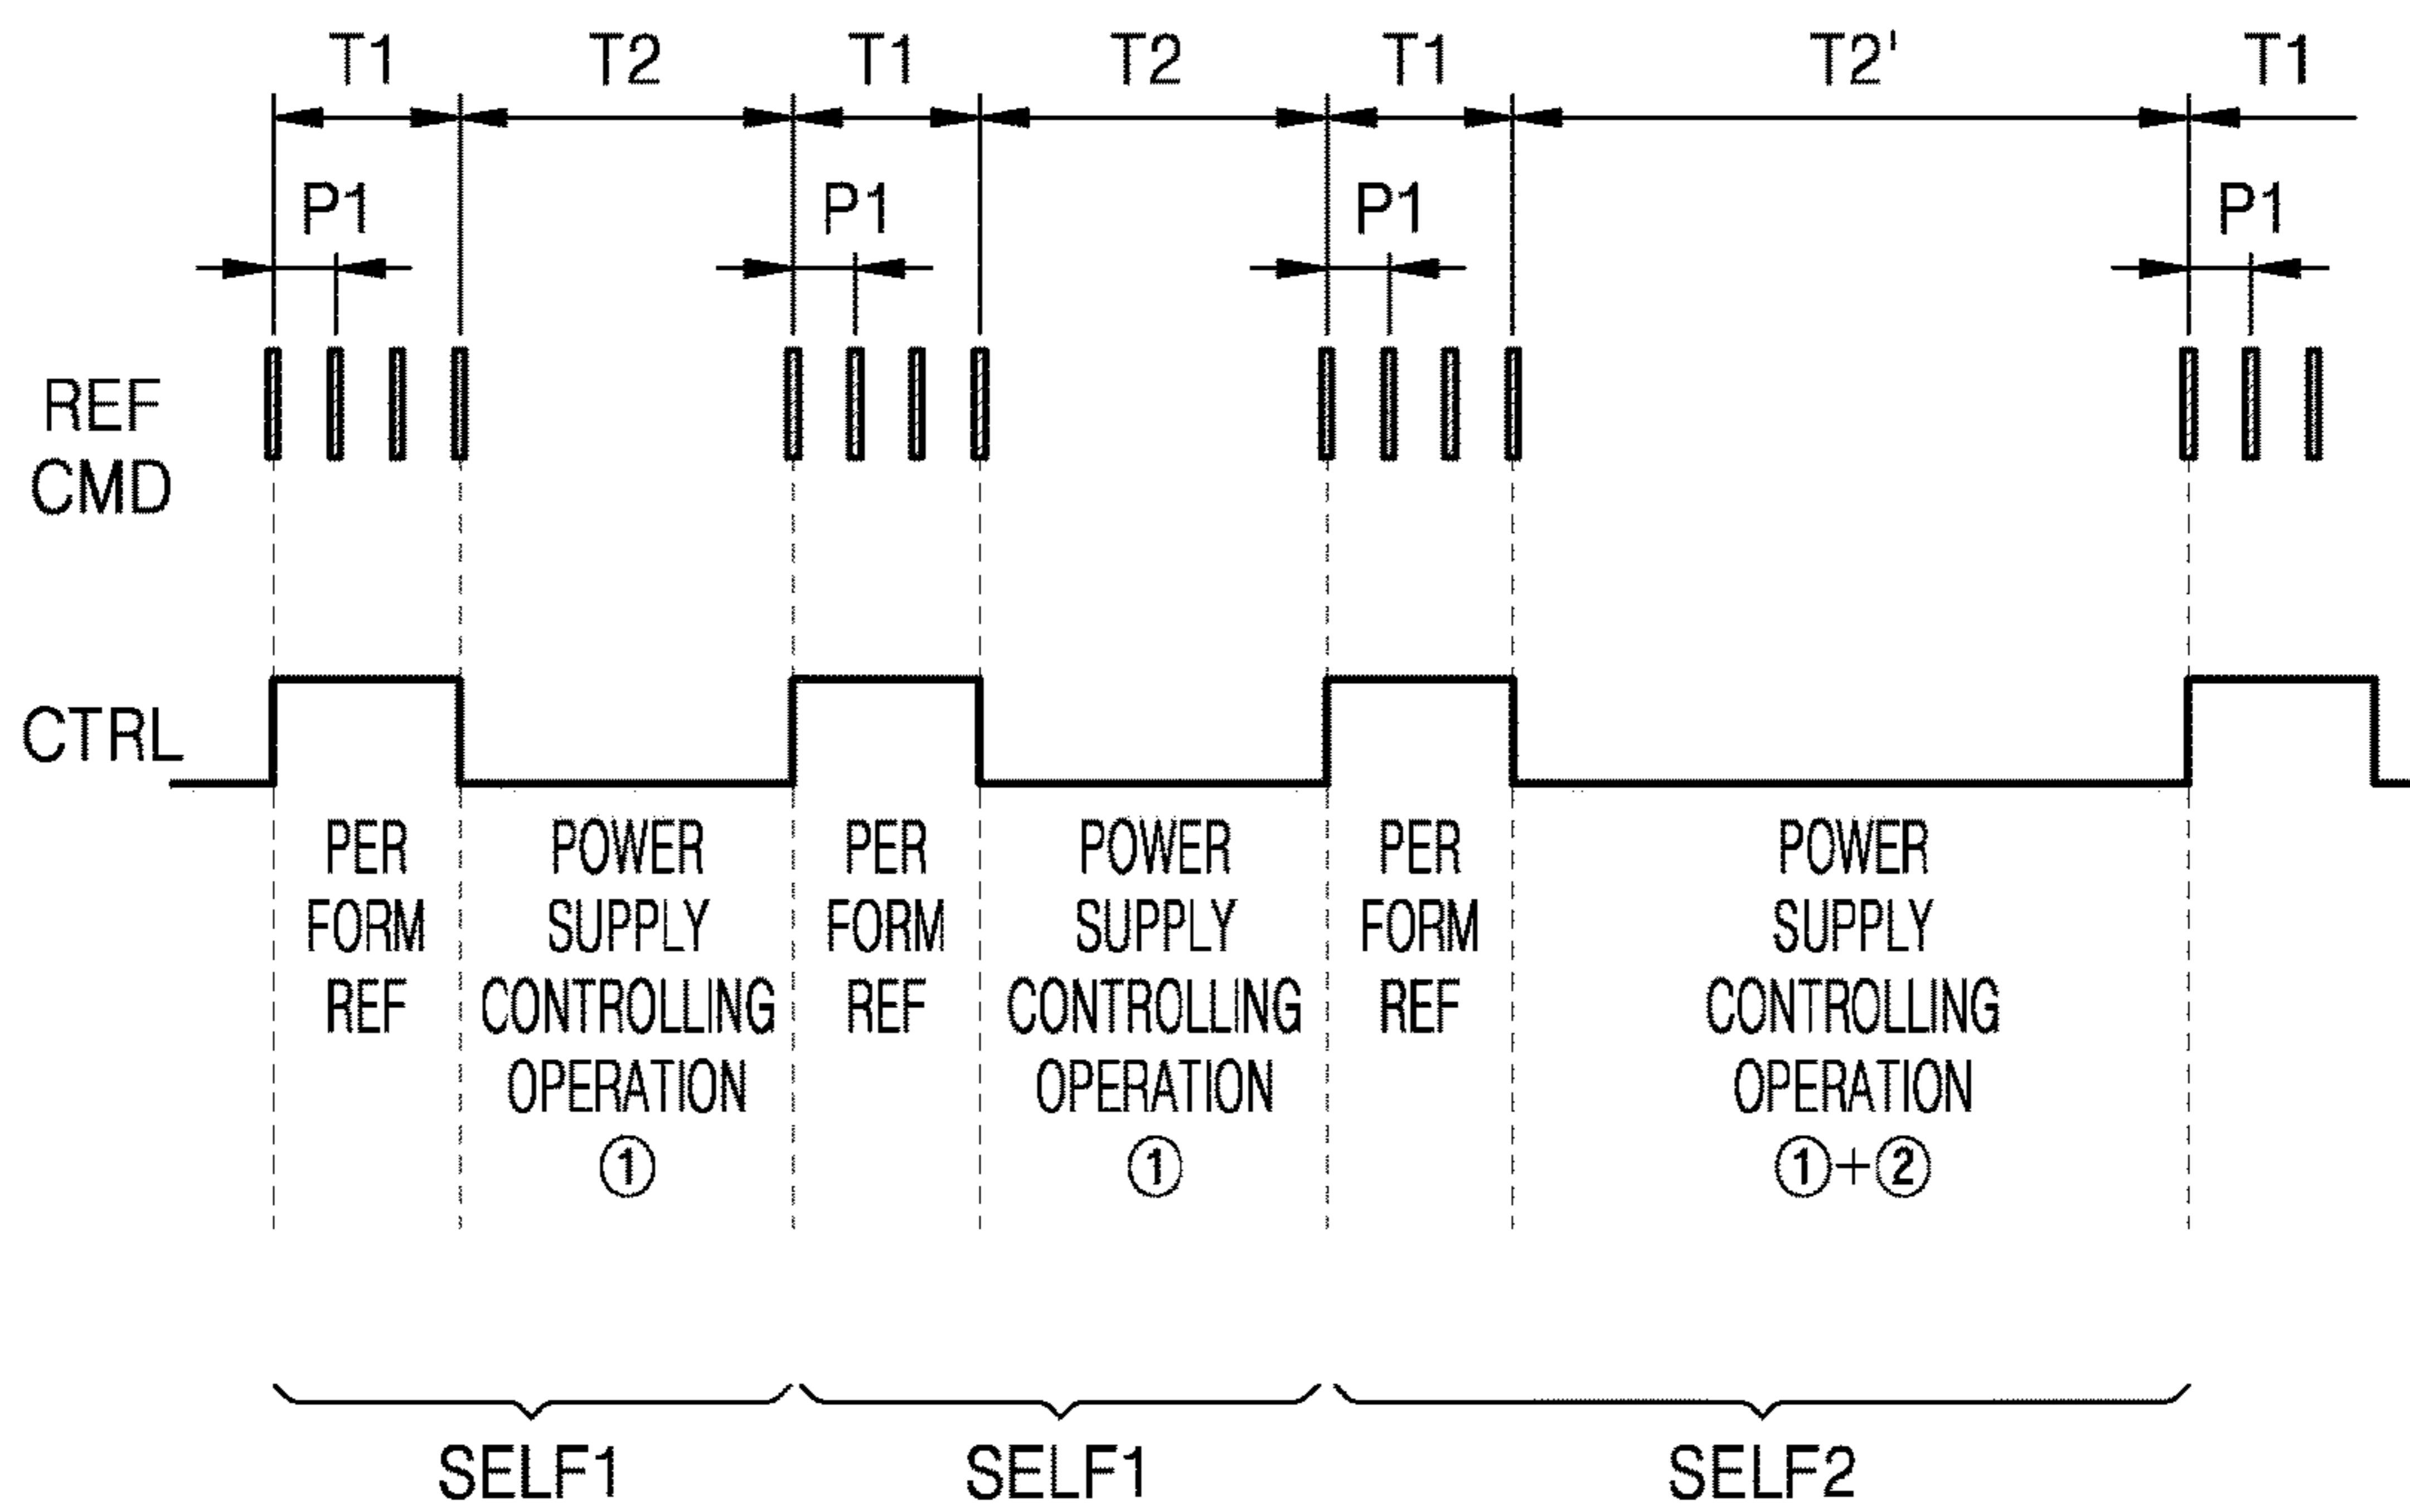 T1 T2 T1 T2 T1 T2' T1
P1 P1 P1 P1
REF
CMD
CTRL
PER POWER PER POWER PER POWER
FORM SUPPLY FORM SUPPLY FORM SUPPLY
REF CONTROLLING REF CONTROLLING REF CONTROLLING
OPERATION OPERATION OPERATION
① ① ①+②
SELF1 SELF1 SELF2